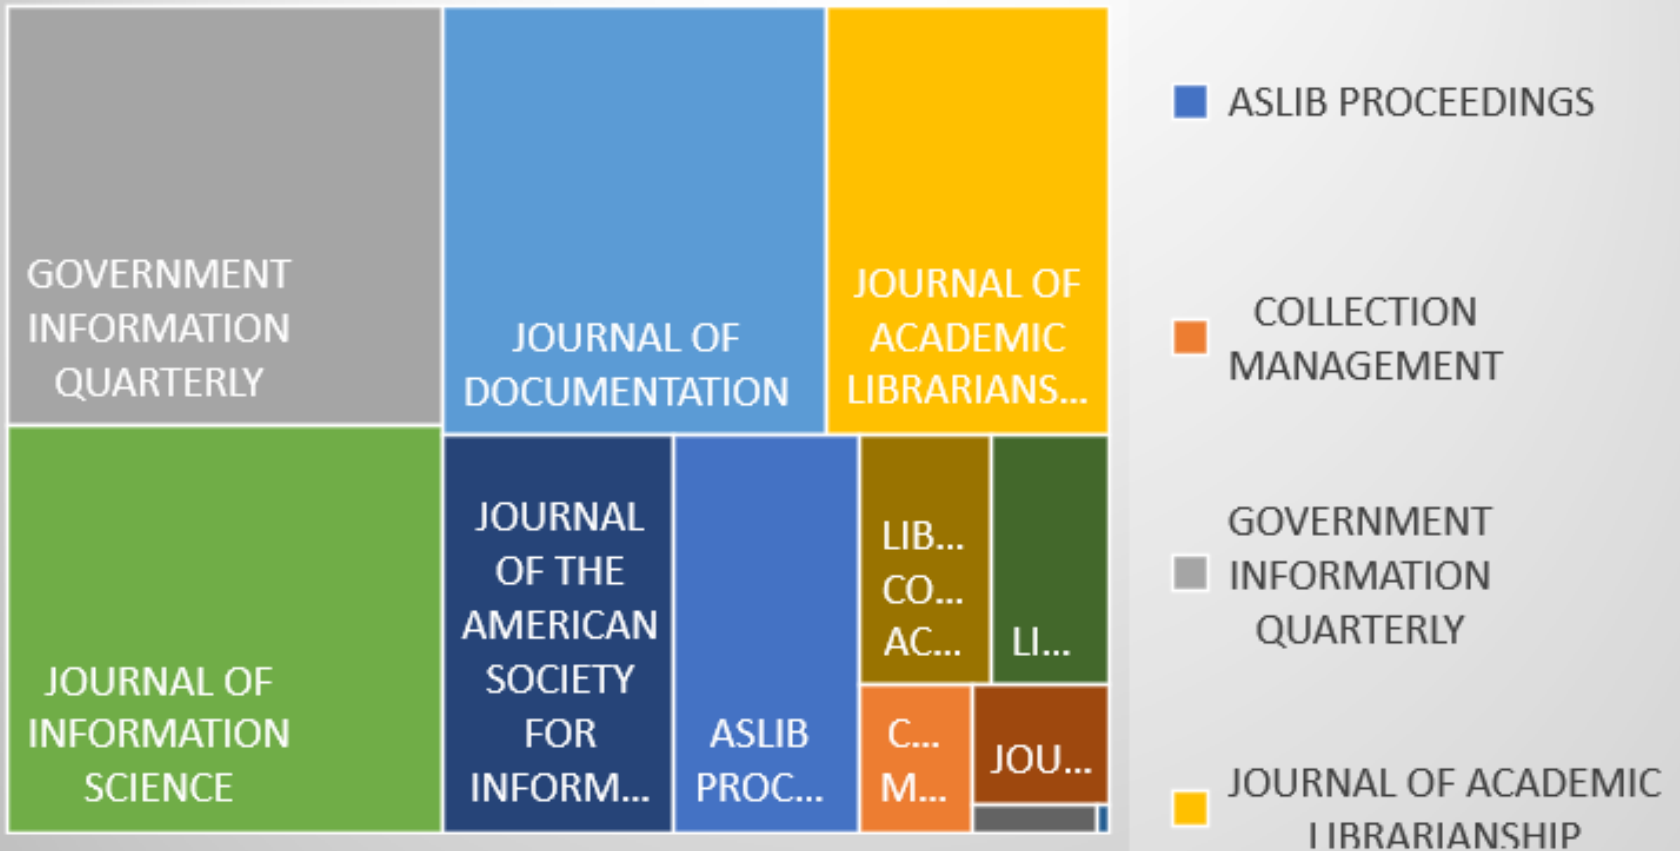 GOVERNMENT
INFORMATION
QUARTERLY
JOURNAL OF
DOCUMENTATION
JOURNAL OF
ACADEMIC
LIBRARIANS...
JOURNAL OF
INFORMATION
SCIENCE
JOURNAL
OF THE
AMERICAN
SOCIETY
FOR
INFORM...
ASLIB
PROC...
LIB...
CO...
AC...
LI...
C...
M...
JOU...
ASLIB PROCEEDINGS
COLLECTION
MANAGEMENT
GOVERNMENT
INFORMATION
QUARTERLY
JOURNAL OF ACADEMIC
LIBRARIANSHIP